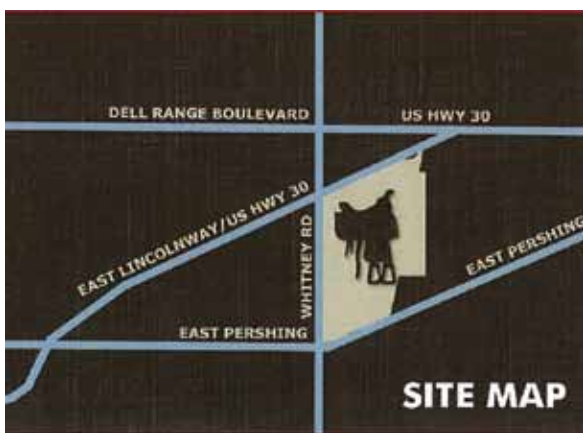 DELL RANGE BOULEVARD
US HWY 30
EAST LINCOLNWAY/US HWY 30
WHITNEY RD
EAST PERSHING
EAST PERSHING
SITE MAP